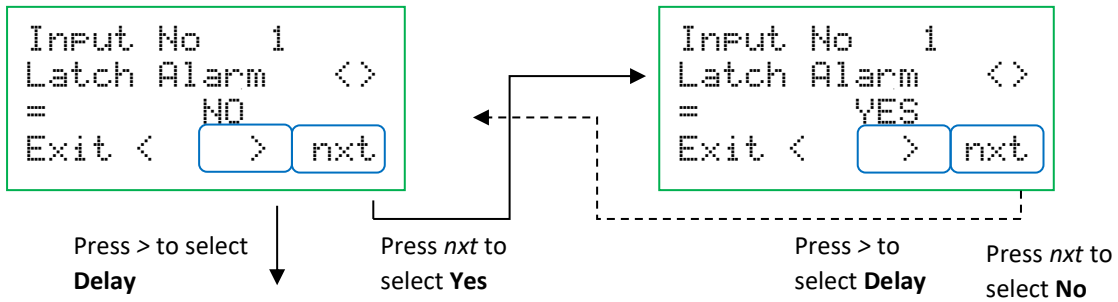 Input No 1
Latch Alarm <>
= NO
Exit < > nxt
Input No 1
Latch Alarm <>
= YES
Exit < > nxt
Press > to select
Delay
Press nxt to
select Yes
Press > to
select Delay
Press nxt to
select No